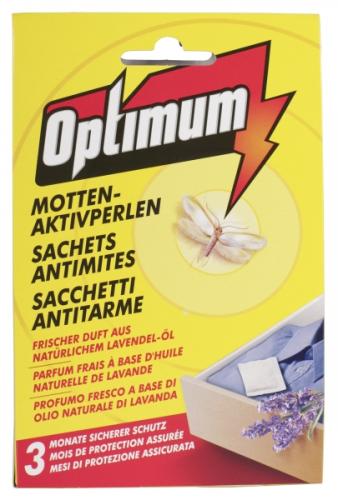 Optimum
MOTTEN-
AKTIVPERLEN
SACHETS
ANTIMITES
SACCHETTI
ANTITARME
FRISCHER DUFT AUS
NATÜRLICHEM LAVENDEL-ÖL
PARFUM FRAIS À BASE D'HUILE
NATURELLE DE LAVANDE
PROFUMO FRESCO A BASE DI
OLIO NATURALE DI LAVANDA
3 MONATE SICHERER SCHUTZ
MOIS DE PROTECTION ASSURÉE
MESI DI PROTEZIONE ASSICURATA